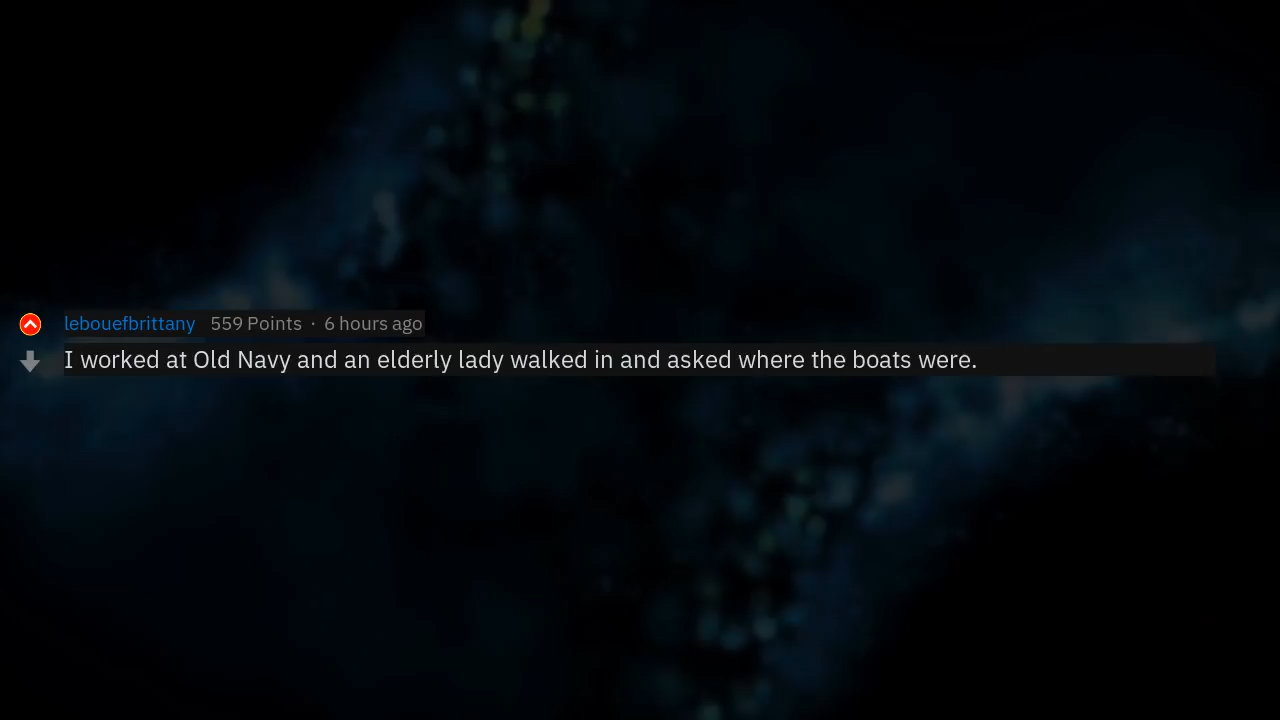 lebouefbrittany 559 Points · 6 hours ago
I worked at Old Navy and an elderly lady walked in and asked where the boats were.